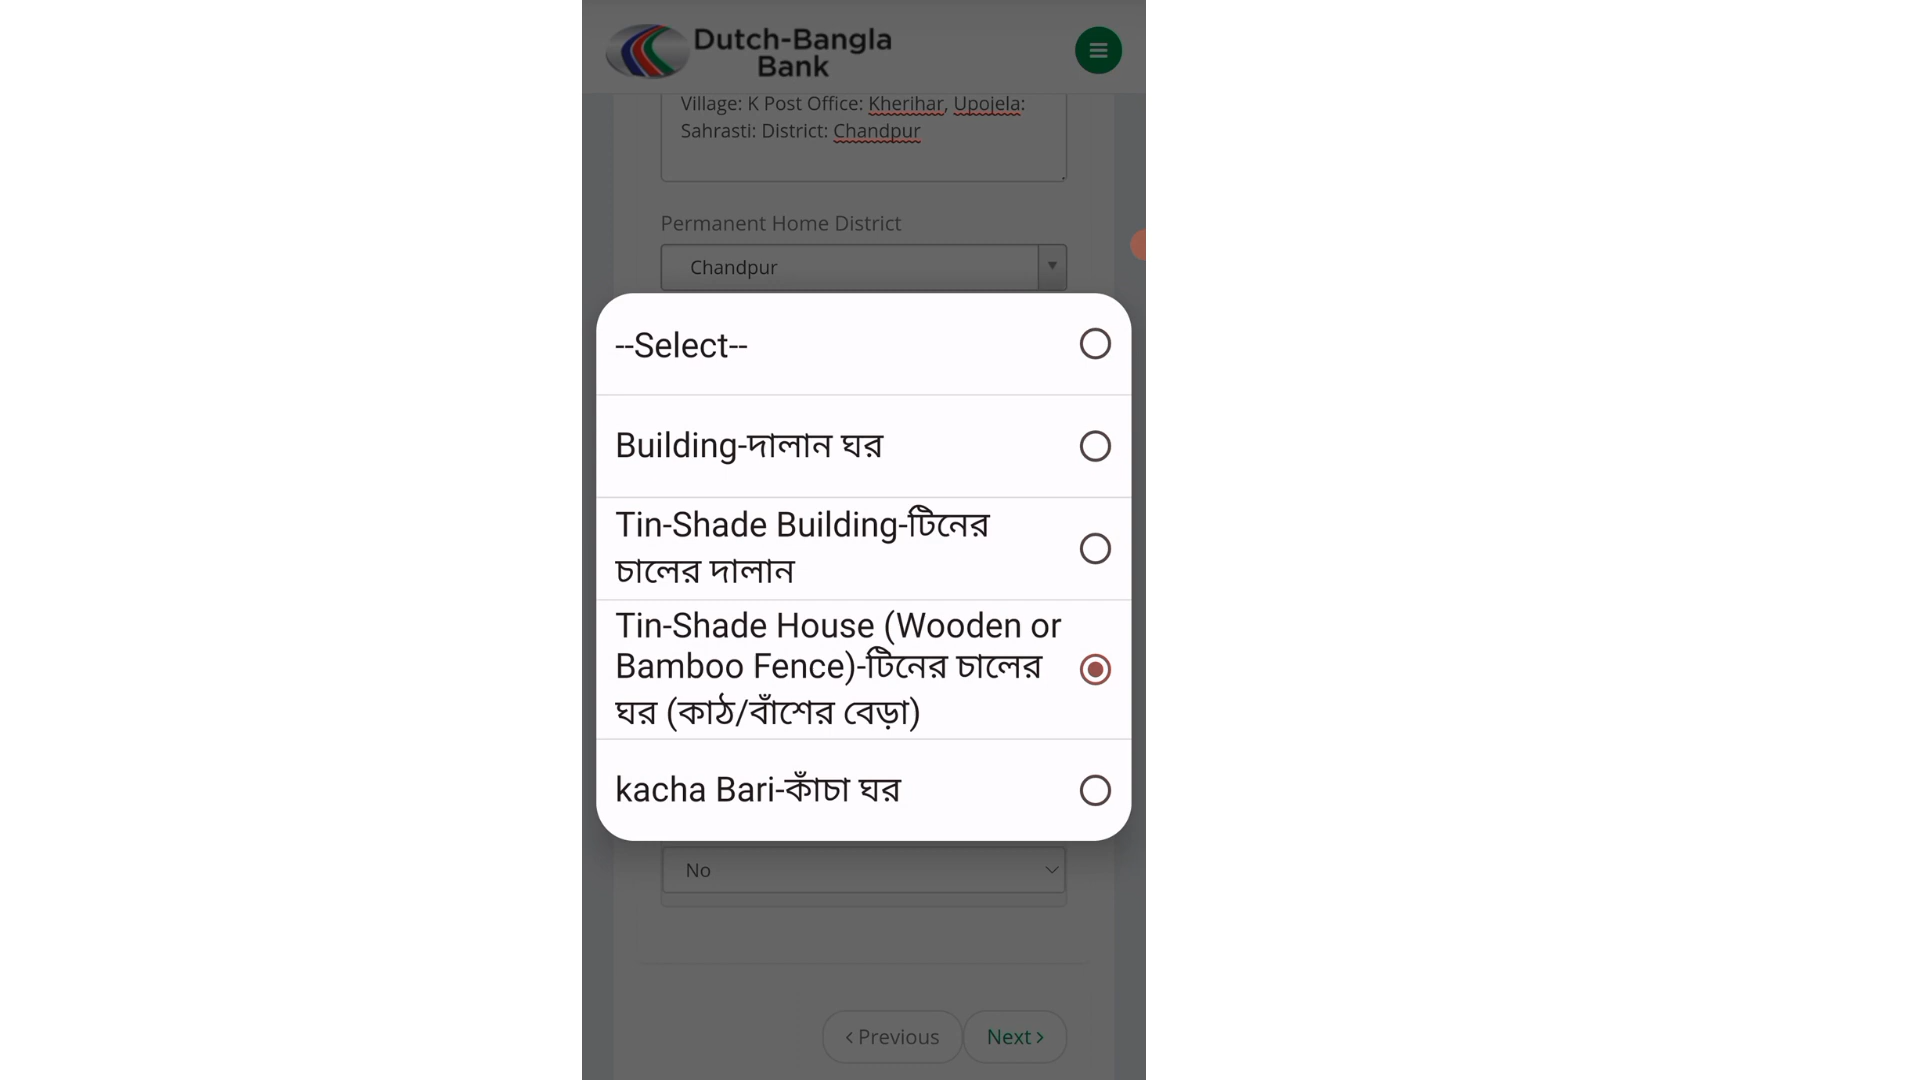 Dutch-Bangla
Bank
Village: K Post Office: Kherihar, Upojela:
Sahrasti: District: Chandpur
Permanent Home District
Chandpur
--Select--
Building-দালান ঘর
Tin-Shade Building-টিনের
চালের দালান
Tin-Shade House (Wooden or
Bamboo Fence)-টিনের চালের
ঘর (কাঠ/বাঁশের বেড়া)
kacha Bari-কাঁচা ঘর
No
Previous Next